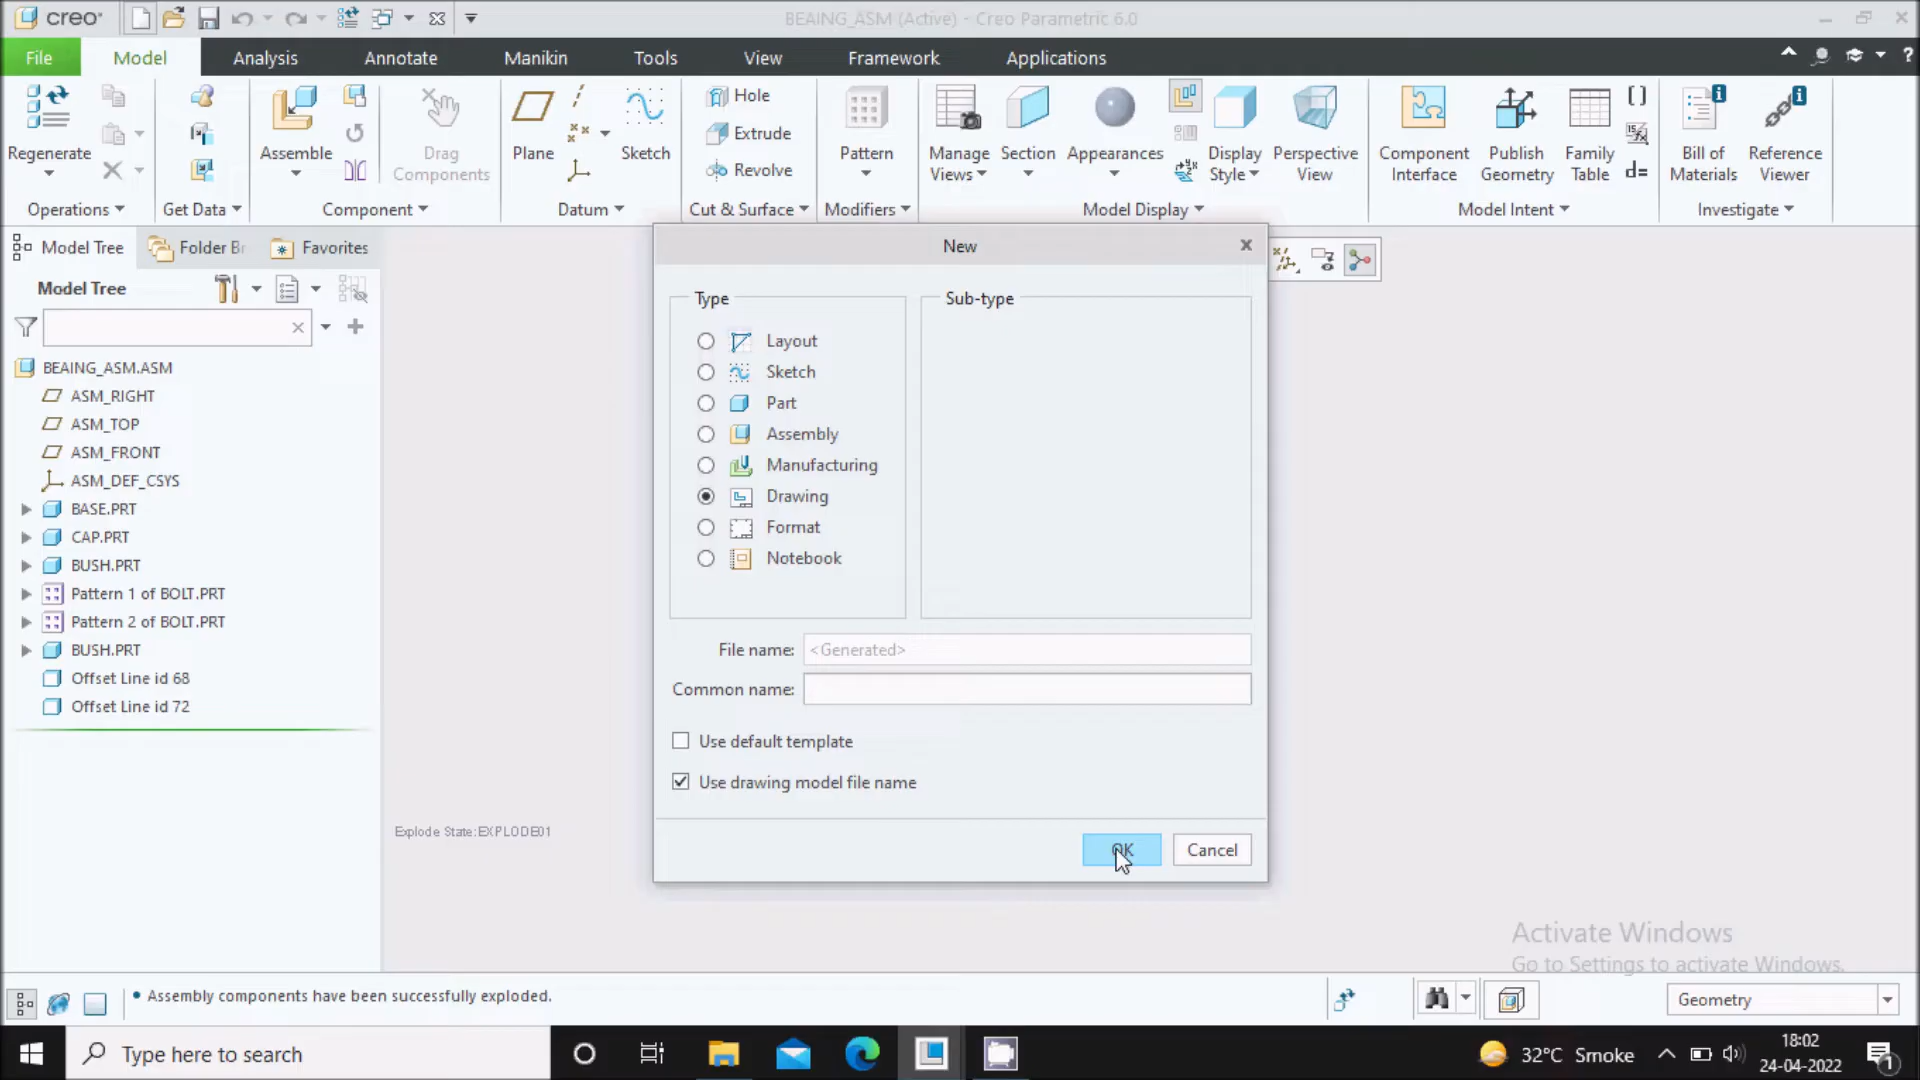 creo
BEAING_ASM (Active) - Creo Parametric 6.0
File
Model
Analysis
Annotate
Manikin
Tools
View
Framework
Applications
Regenerate
Assemble
Drag
Components
Plane
Sketch
Hole
Extrude
Revolve
Pattern
Manage
Views
Section
Appearances
Display
Style
Perspective
View
Component
Interface
Publish
Geometry
Family
Table
Bill of
Materials
Reference
Viewer
Operations
Get Data
Component
Datum
Cut & Surface
Modifiers
Model Display
Model Intent
Investigate
Model Tree
Folder Br
Favorites
Model Tree
BEAING_ASM.ASM
ASM_RIGHT
ASM_TOP
ASM_FRONT
ASM_DEF_CSYS
BASE.PRT
CAP.PRT
BUSH.PRT
Pattern 1 of BOLT.PRT
Pattern 2 of BOLT.PRT
BUSH.PRT
Offset Line id 68
Offset Line id 72
Explode State:EXPLODE01
New
Type
Layout
Sketch
Part
Assembly
Manufacturing
Drawing
Format
Notebook
Sub-type
File name:
<Generated>
Common name:
Use default template
Use drawing model file name
OK
Cancel
Activate Windows
Go to Settings to activate Windows.
Assembly components have been successfully exploded.
Geometry
Type here to search
32°C Smoke
18:02
24-04-2022
1